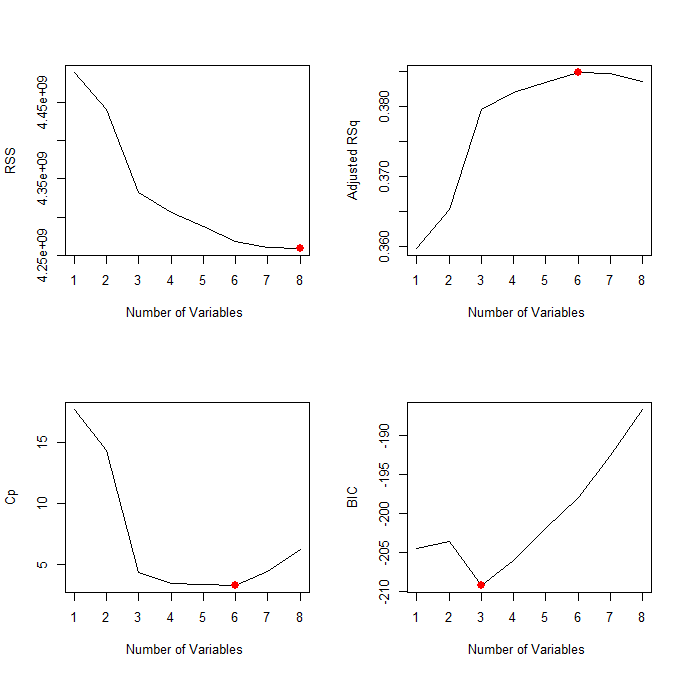 RSS
4.45e+09
4.35e+09
4.25e+09
1 2 3 4 5 6 7 8
Number of Variables
Adjusted RSq
0.380
0.370
0.360
1 2 3 4 5 6 7 8
Number of Variables
Cp
15
10
5
1 2 3 4 5 6 7 8
Number of Variables
BIC
-190
-195
-200
-205
-210
1 2 3 4 5 6 7 8
Number of Variables